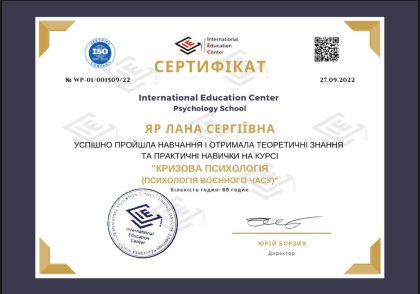 International
Education
Center
ISO
СЕРТИФІКАТ
№ WP-01/001509/22
27.09.2022
International Education Center
Psychology School
ЯР ЛАНА СЕРГІЇВНА
УСПІШНО ПРОЙШЛА НАВЧАННЯ І ОТРИМАЛА ТЕОРЕТИЧНІ ЗНАННЯ
ТА ПРАКТИЧНІ НАВИЧКИ НА КУРСІ
"КРИЗОВА ПСИХОЛОГІЯ
(ПСИХОЛОГІЯ ВОЄННОГО ЧАСУ)"
Кількість годин: 69 годин
International
Education
Center
ЮРІЙ БОРЗИХ
Директор